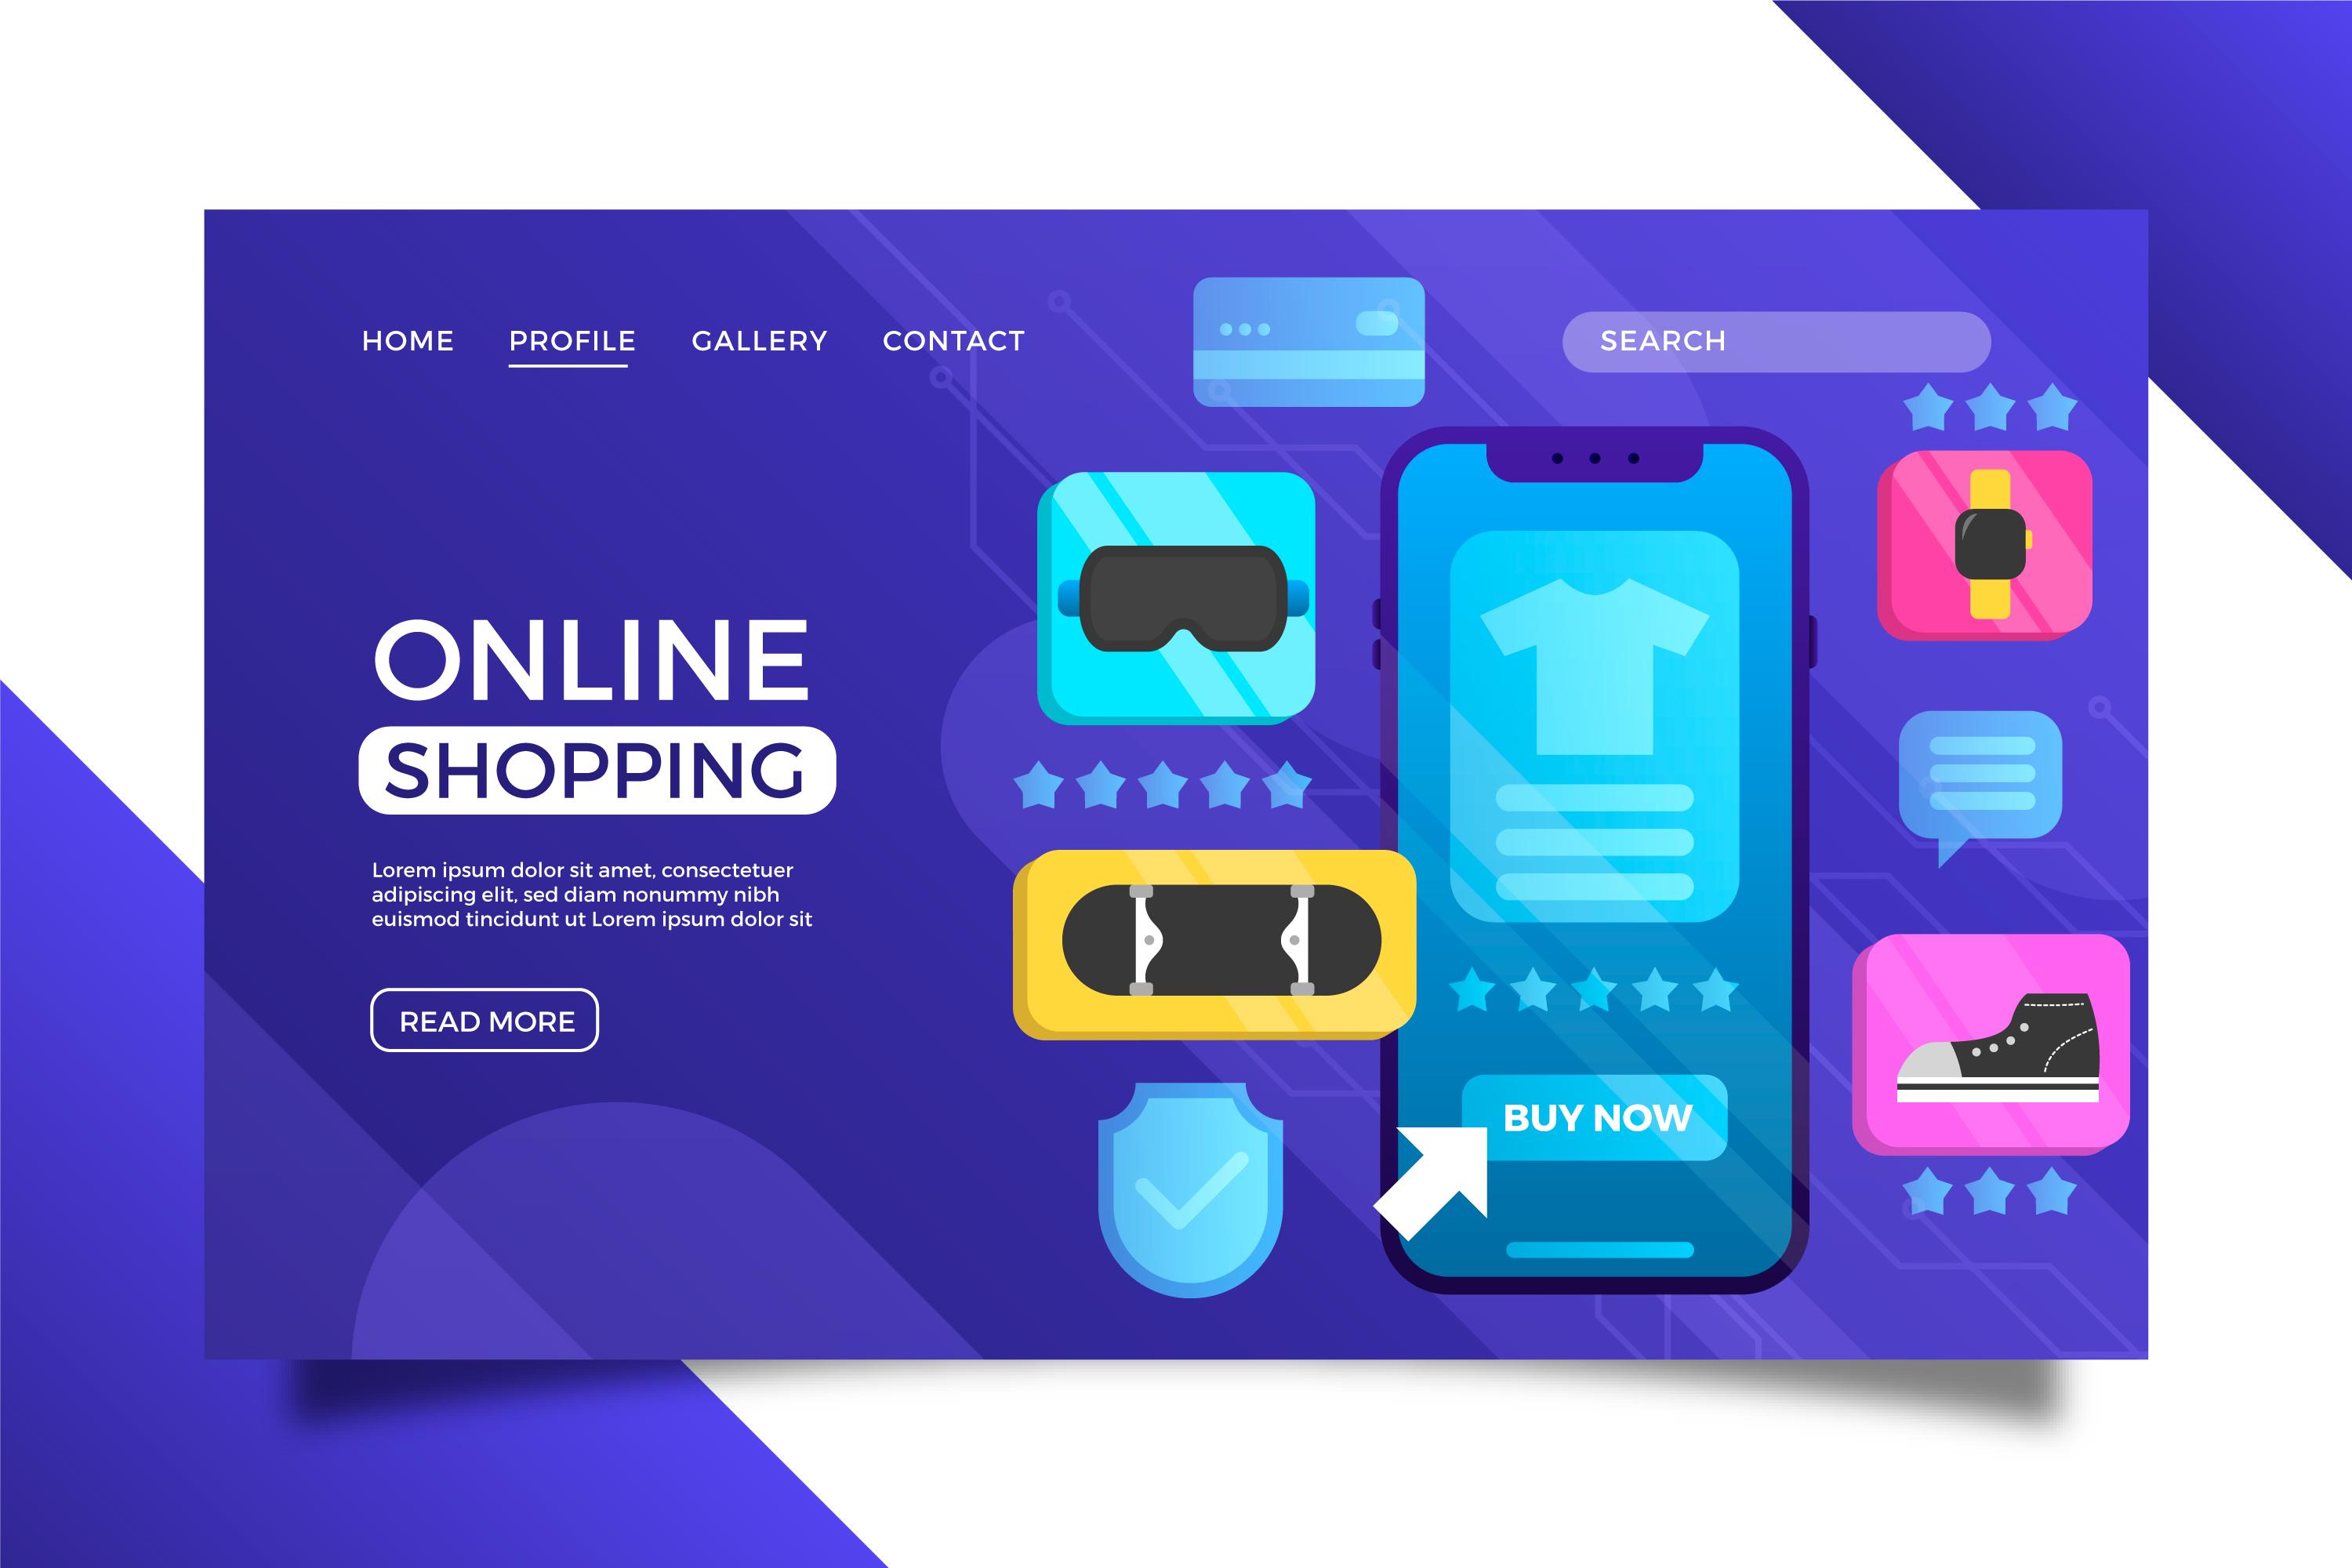 HOME PROFILE GALLERY CONTACT
SEARCH
ONLINE
SHOPPING
Lorem ipsum dolor sit amet, consectetuer
adipiscing elit, sed diam nonummy nibh
euismod tincidunt ut Lorem ipsum dolor sit
READ MORE
BUY NOW